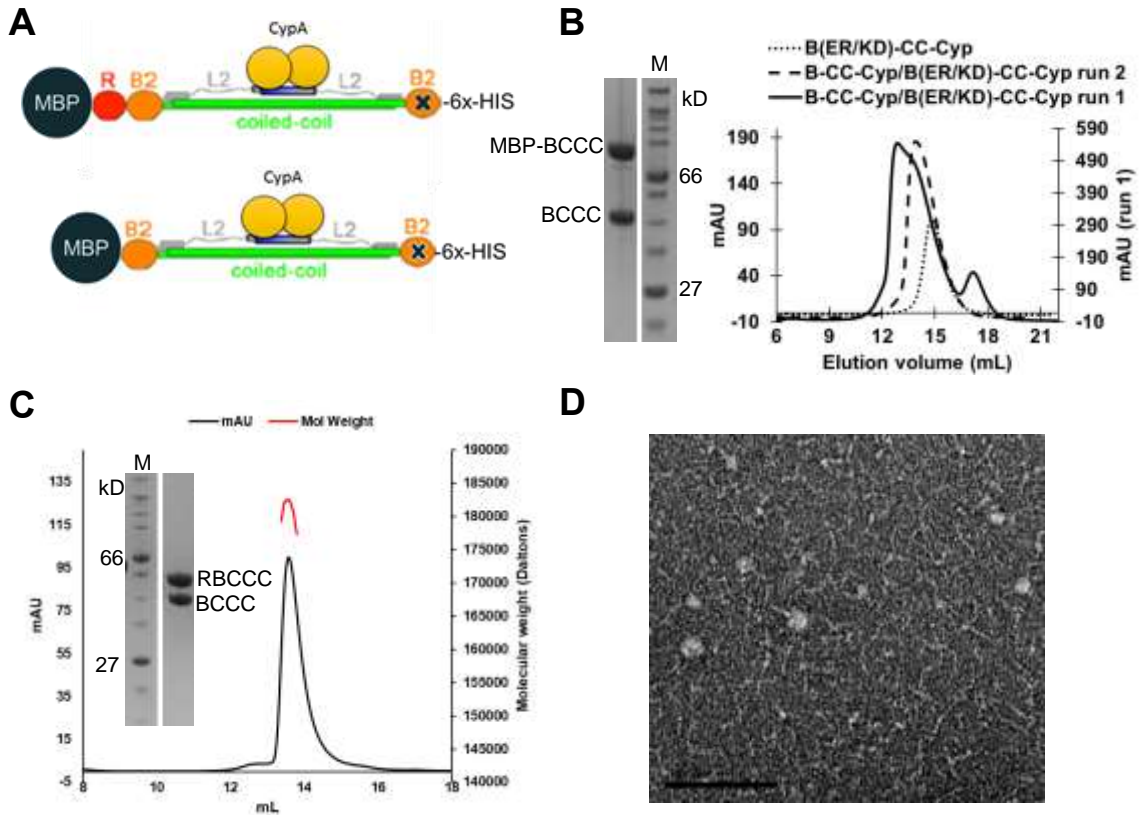 A
CypA
MBP
R
B2
L2
L2
B2
-6x-HIS
coiled-coil
CypA
MBP
B2
L2
L2
B2
-6x-HIS
coiled-coil
B
M
kD
MBP-BCCC
66
BCCC
27
B(ER/KD)-CC-Cyp
B-CC-Cyp/B(ER/KD)-CC-Cyp run 2
B-CC-Cyp/B(ER/KD)-CC-Cyp run 1
190
140
90
40
-10
mAU
590
490
390
290
190
90
-10
mAU (run 1)
6 9 12 15 18 21
Elution volume (mL)
C
mAU Mol Weight
M
kD
66
27
RBCCC
BCCC
135
115
95
75
55
35
15
-5
mAU
190000
185000
180000
175000
170000
165000
160000
155000
150000
145000
140000
Molecular weight (Daltons)
8 10 12 14 16 18
mL
D